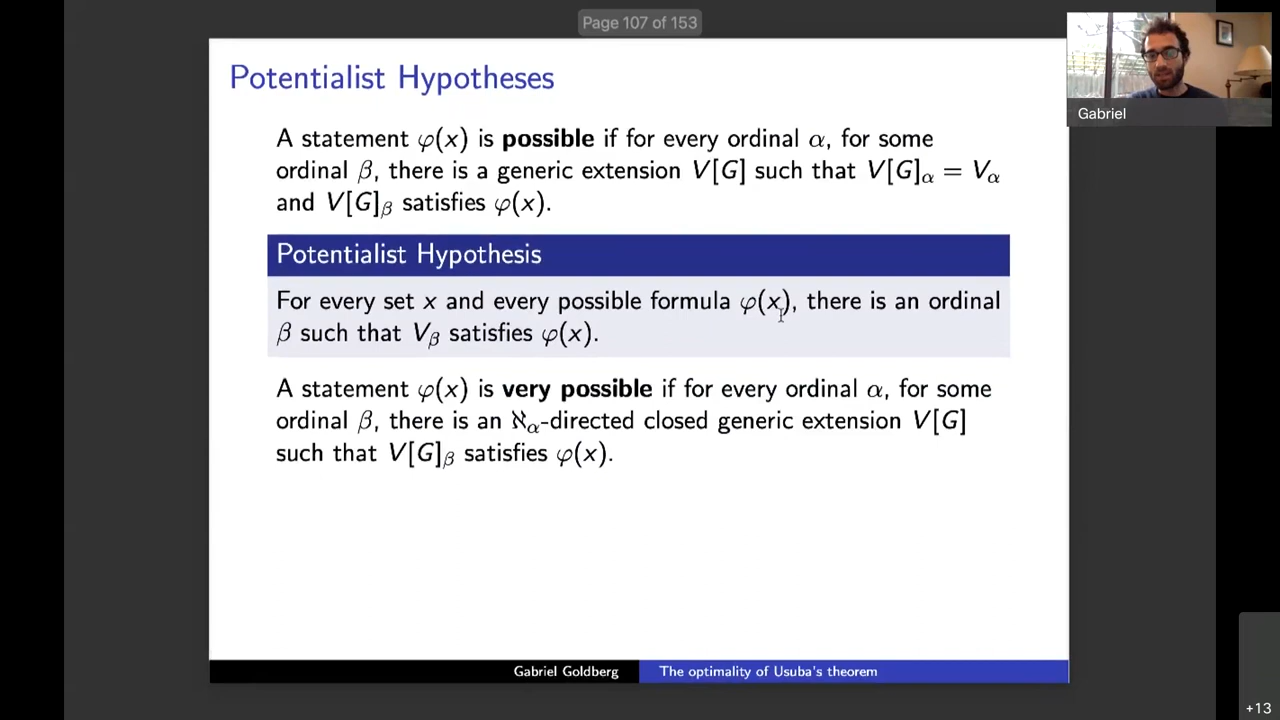 Page 107 of 153
Gabriel
Potentialist Hypotheses
A statement φ(x) is possible if for every ordinal α, for some
ordinal β, there is a generic extension V[G] such that V[G]α = Vα
and V[G]β satisfies φ(x).
Potentialist Hypothesis
For every set x and every possible formula φ(x), there is an ordinal
β such that Vβ satisfies φ(x).
A statement φ(x) is very possible if for every ordinal α, for some
ordinal β, there is an ℵα-directed closed generic extension V[G]
such that V[G]β satisfies φ(x).
Gabriel Goldberg
The optimality of Usuba's theorem
+13